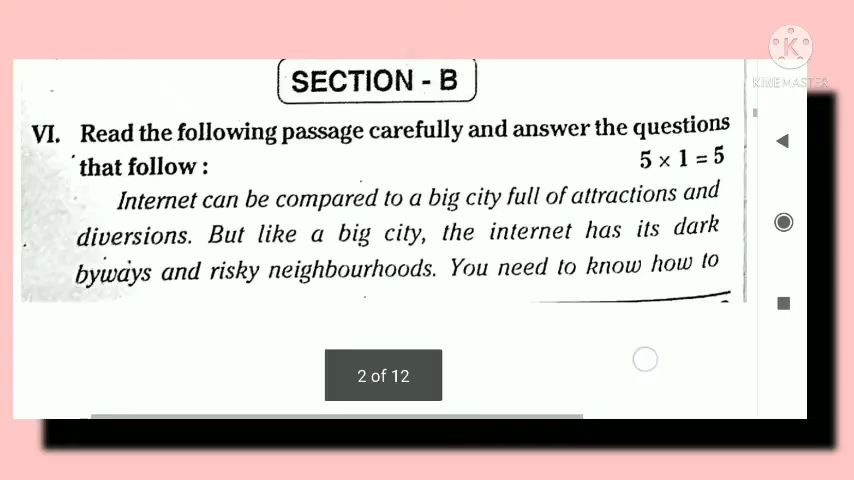 K
KINEMASTER
SECTION - B
VI. Read the following passage carefully and answer the questions
that follow : 5 × 1 = 5
Internet can be compared to a big city full of attractions and
diversions. But like a big city, the internet has its dark
byways and risky neighbourhoods. You need to know how to
2 of 12